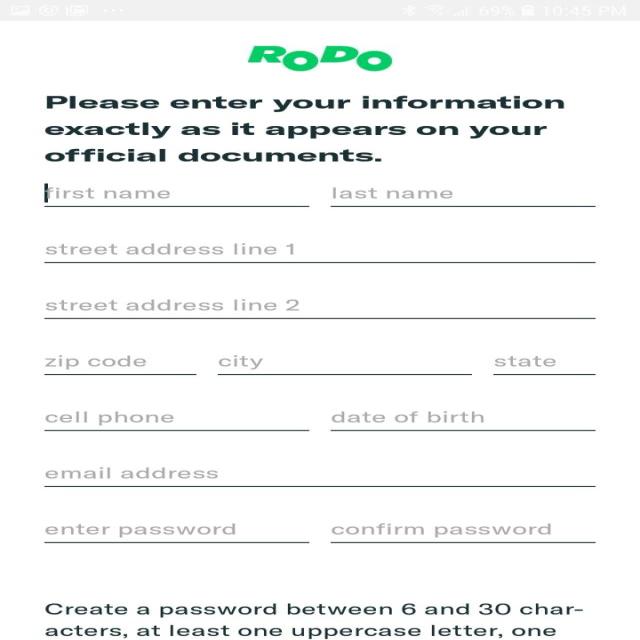 69% 10:45 PM
RODO
Please enter your information
exactly as it appears on your
official documents.
first name last name
street address line 1
street address line 2
zip code city state
cell phone date of birth
email address
enter password confirm password
Create a password between 6 and 30 char-
acters, at least one uppercase letter, one